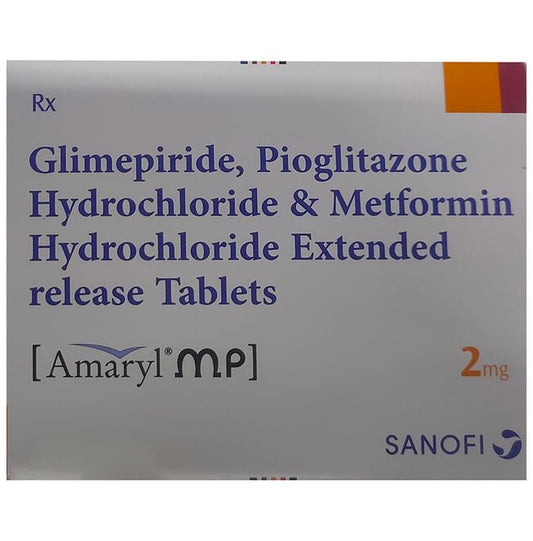 Rx
Glimepiride, Pioglitazone
Hydrochloride & Metformin
Hydrochloride Extended
release Tablets
[Amaryl® MP]
2mg
SANOFI